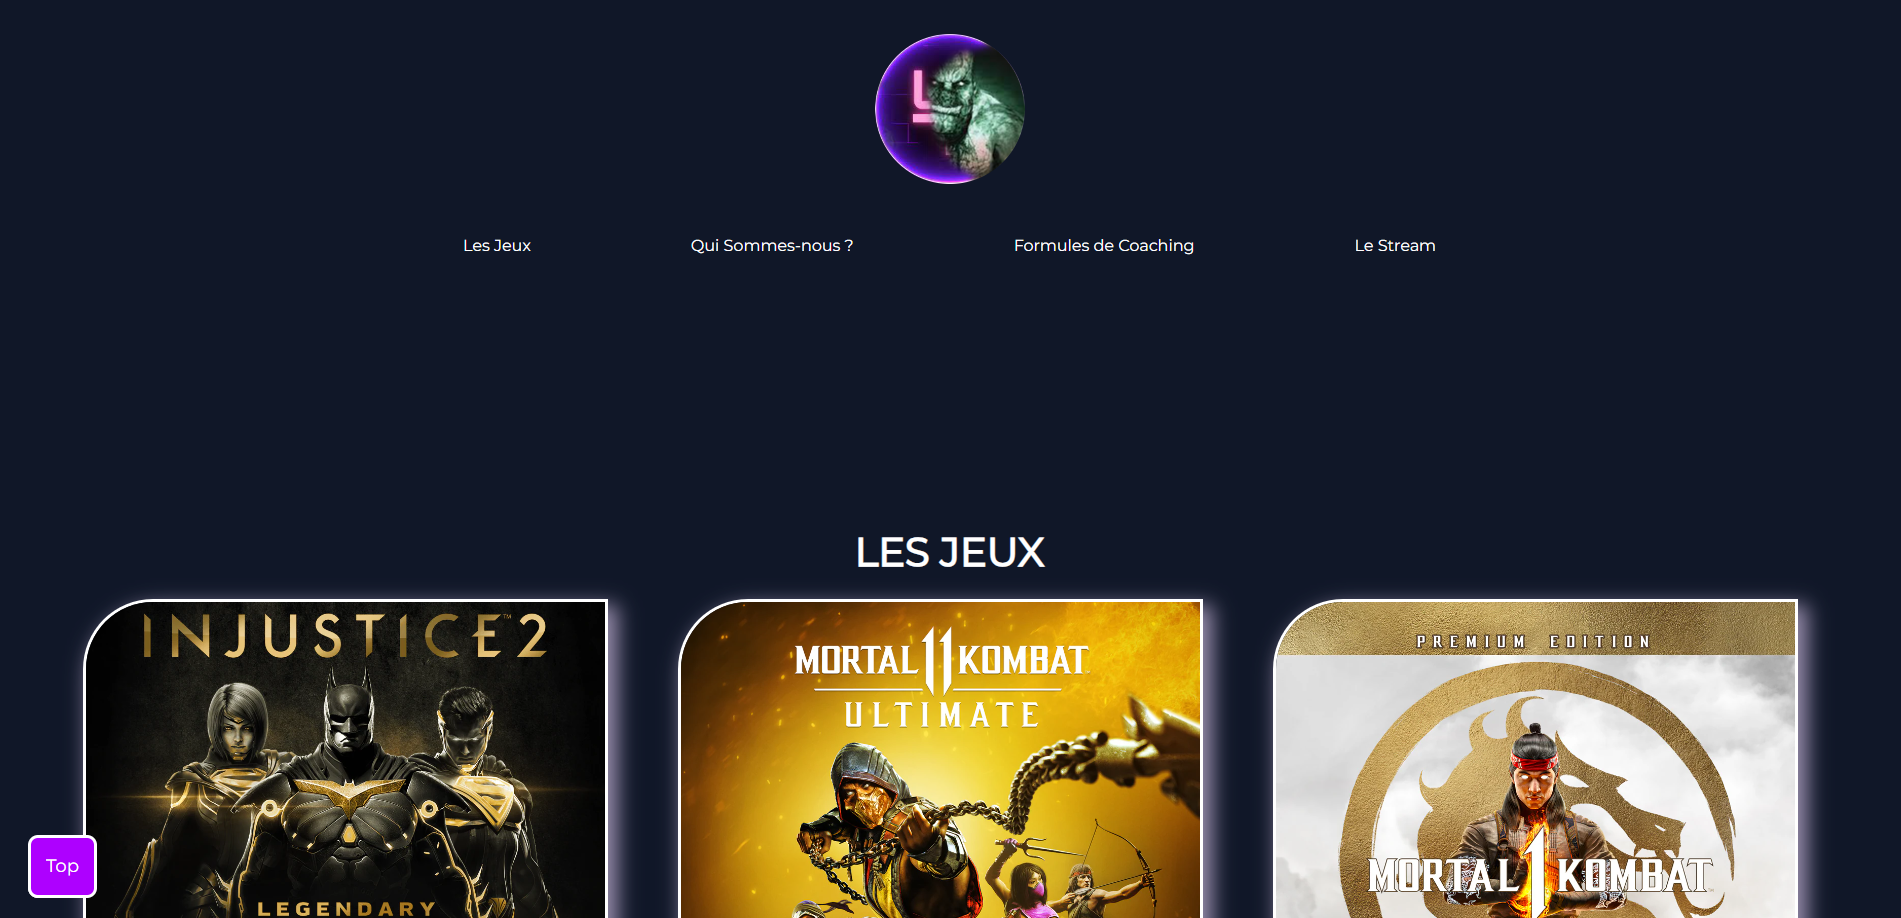 L
Les Jeux
Qui Sommes-nous ?
Formules de Coaching
Le Stream
LES JEUX
INJUSTICE 2
LEGENDARY
MORTAL 11 KOMBAT
ULTIMATE
PREMIUM EDITION
MORTAL 1 KOMBAT
Top